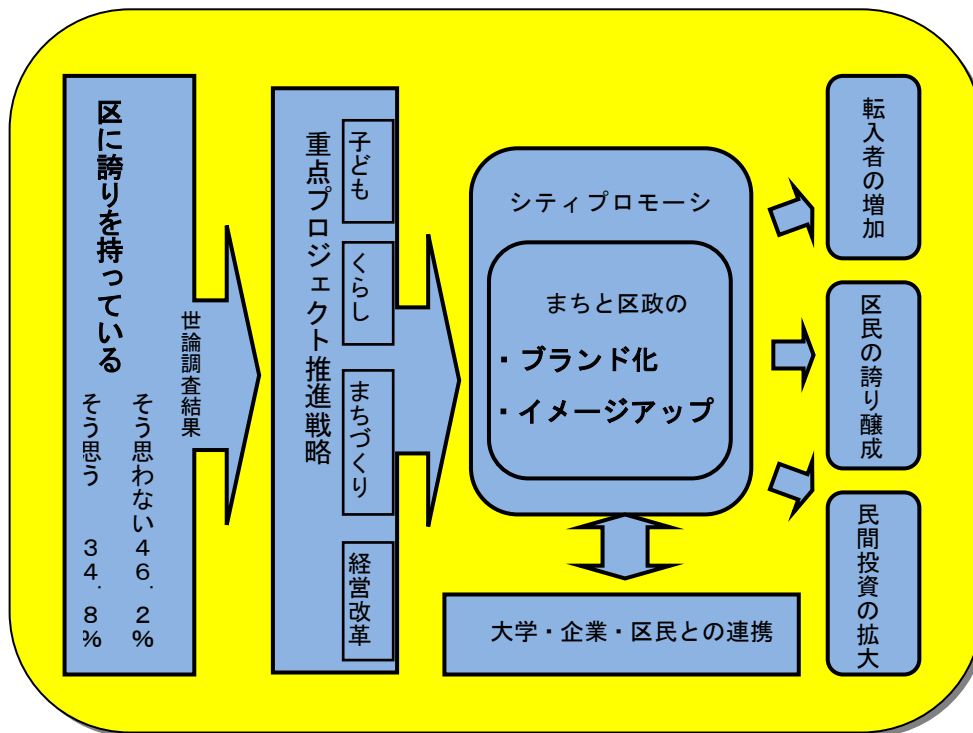 区に誇りを持っている
そう思わない46.2%
そう思う 34.8%
世論調査結果
重点プロジェクト推進戦略
子ども
くらし
まちづくり
経営改革
シティプロモーシ
まちと区政の
・ブランド化
・イメージアップ
大学・企業・区民との連携
転入者の増加
区民の誇り醸成
民間投資の拡大